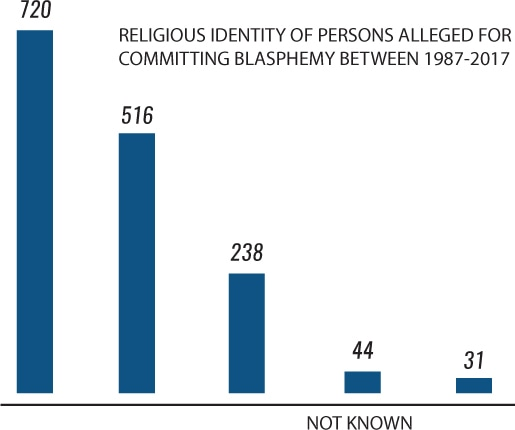 720
RELIGIOUS IDENTITY OF PERSONS ALLEGED FOR
COMMITTING BLASPHEMY BETWEEN 1987-2017
516
238
44
31
NOT KNOWN